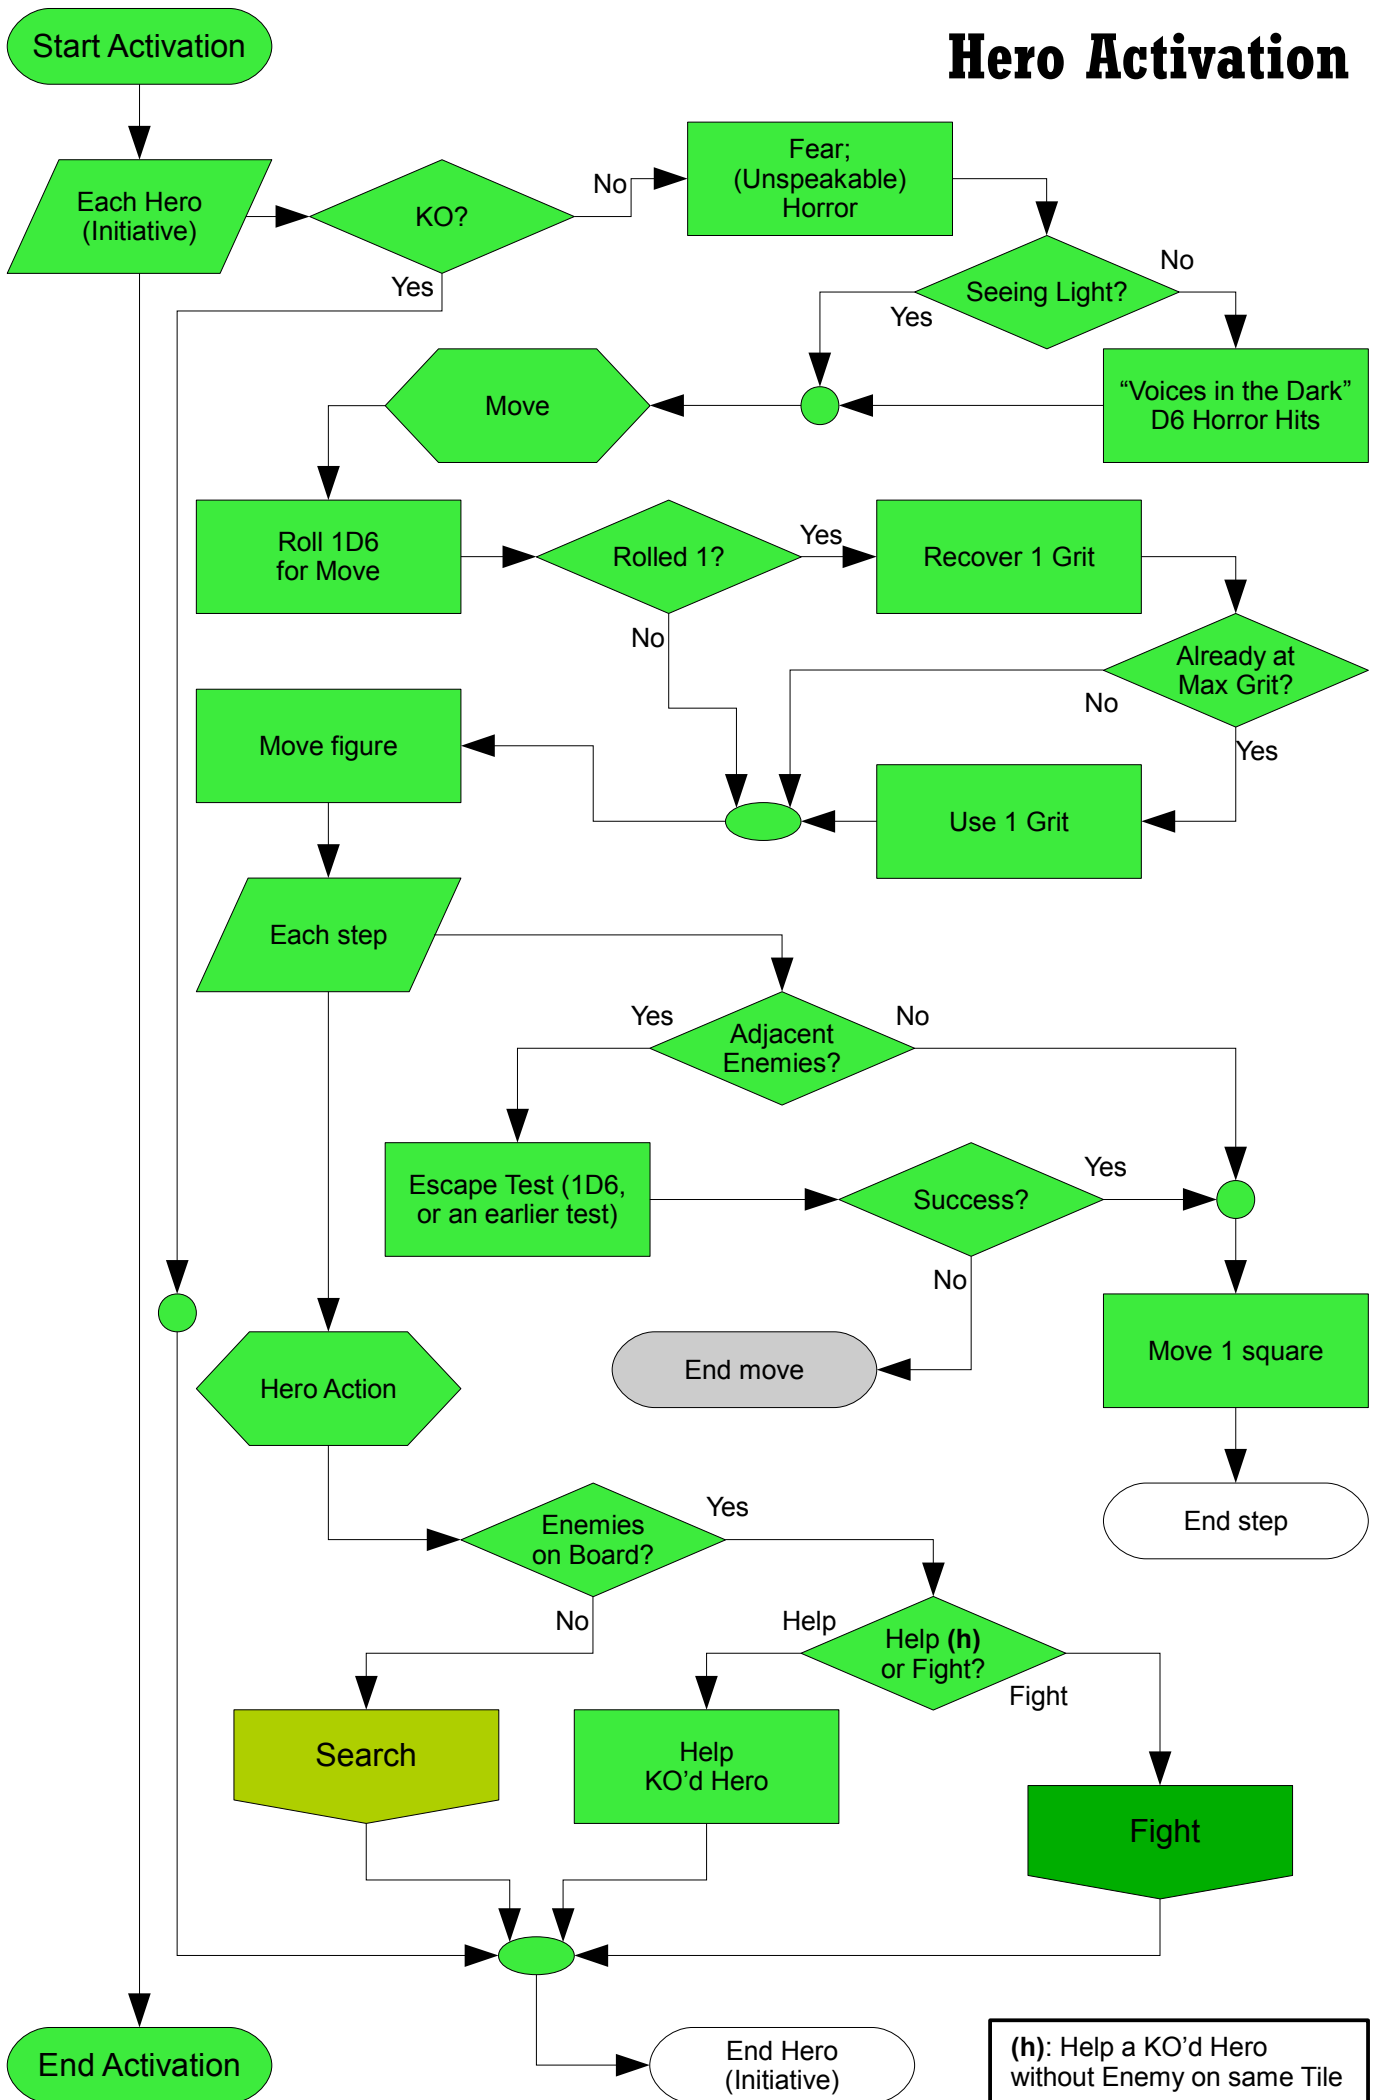 Start Activation
Hero Activation
Each Hero
(Initiative)
KO?
No
Yes
Fear;
(Unspeakable)
Horror
Seeing Light?
No
Yes
“Voices in the Dark”
D6 Horror Hits
Move
Roll 1D6
for Move
Rolled 1?
Yes
No
Recover 1 Grit
Already at
Max Grit?
No
Yes
Use 1 Grit
Move figure
Each step
Adjacent
Enemies?
Yes
No
Escape Test (1D6,
or an earlier test)
Success?
Yes
No
End move
Move 1 square
End step
Hero Action
Enemies
on Board?
Yes
No
Help (h)
or Fight?
Help
Fight
Search
Help
KO’d Hero
Fight
End Activation
End Hero
(Initiative)
(h): Help a KO’d Hero
without Enemy on same Tile